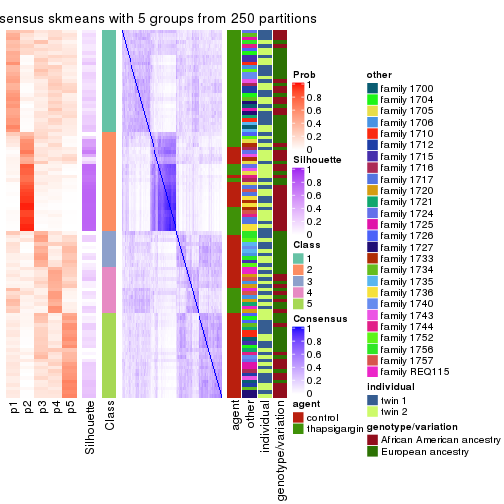 sensus skmeans with 5 groups from 250 partitions
p1
p2
p3
p4
p5
Silhouette
Class
agent
other
individual
genotype/variation
Prob
1
0.8
0.6
0.4
0.2
0
Silhouette
1
0.8
0.6
0.4
0.2
0
Class
1
2
3
4
5
Consensus
1
0.8
0.6
0.4
0.2
0
agent
control
thapsigargin
other
family 1700
family 1704
family 1705
family 1706
family 1710
family 1712
family 1715
family 1716
family 1717
family 1720
family 1721
family 1724
family 1725
family 1726
family 1727
family 1733
family 1734
family 1735
family 1736
family 1740
family 1743
family 1744
family 1752
family 1756
family 1757
family REQ115
individual
twin 1
twin 2
genotype/variation
African American ancestry
European ancestry